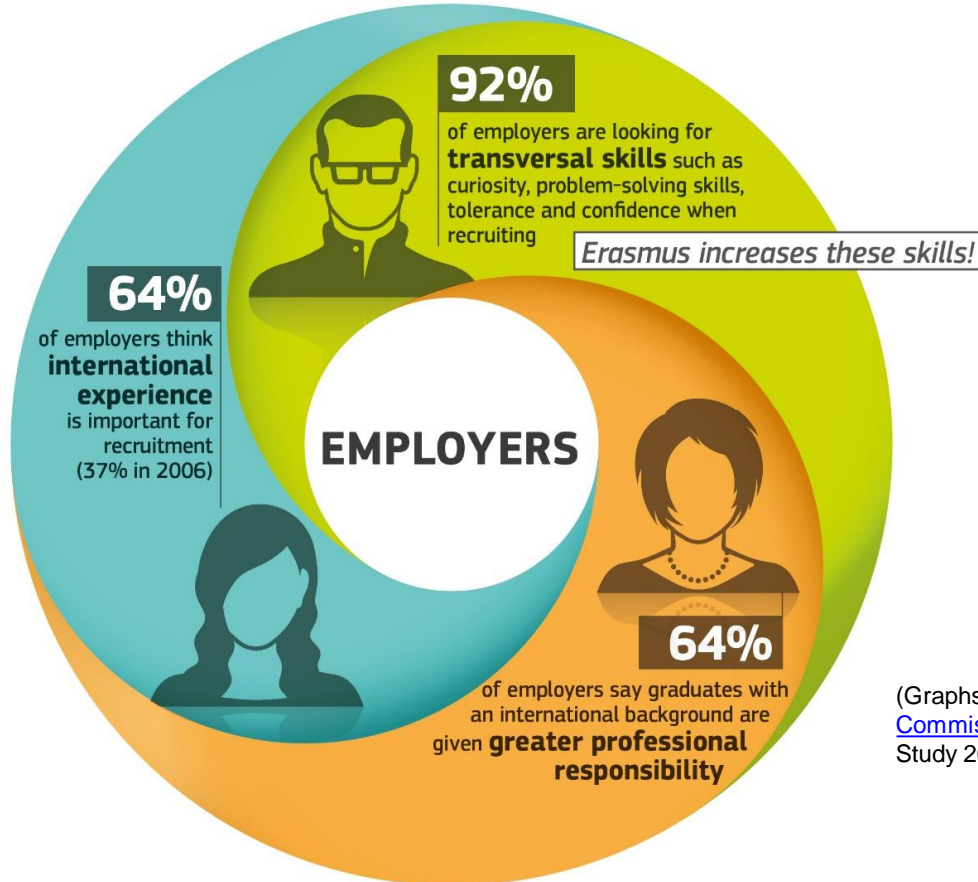 92%
of employers are looking for
transversal skills such as
curiosity, problem-solving skills,
tolerance and confidence when
recruiting
Erasmus increases these skills!
64%
of employers think
international
experience
is important for
recruitment
(37% in 2006)
EMPLOYERS
64%
of employers say graduates with
an international background are
given greater professional
responsibility
(Graphs
Commis
Study 20